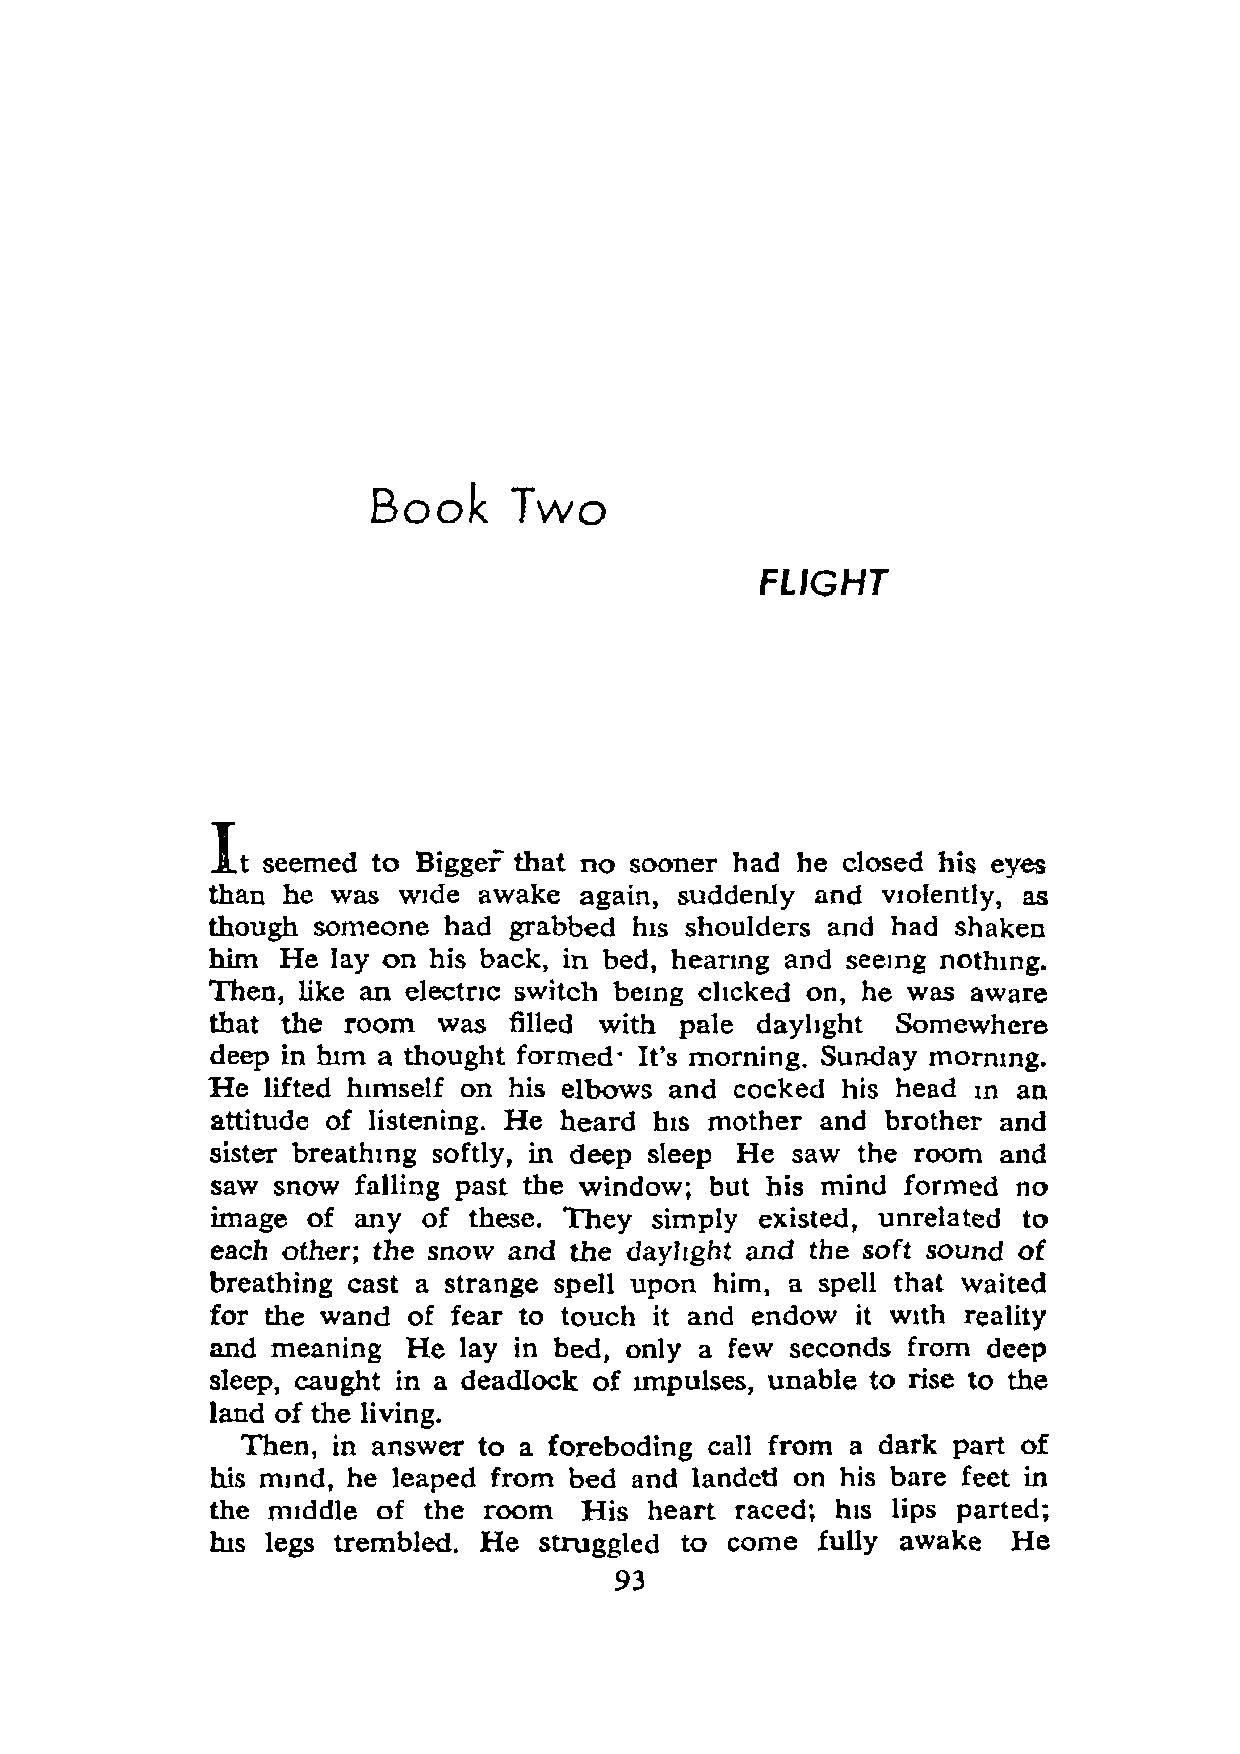 Book Two
FLIGHT
It seemed to Bigger that no sooner had he closed his eyes
than he was wide awake again, suddenly and violently, as
though someone had grabbed his shoulders and had shaken
him He lay on his back, in bed, hearing and seeing nothing.
Then, like an electric switch being clicked on, he was aware
that the room was filled with pale daylight Somewhere
deep in him a thought formed· It's morning. Sunday morning.
He lifted himself on his elbows and cocked his head in an
attitude of listening. He heard his mother and brother and
sister breathing softly, in deep sleep He saw the room and
saw snow falling past the window; but his mind formed no
image of any of these. They simply existed, unrelated to
each other; the snow and the daylight and the soft sound of
breathing cast a strange spell upon him, a spell that waited
for the wand of fear to touch it and endow it with reality
and meaning He lay in bed, only a few seconds from deep
sleep, caught in a deadlock of impulses, unable to rise to the
land of the living.
Then, in answer to a foreboding call from a dark part of
his mind, he leaped from bed and landed on his bare feet in
the middle of the room His heart raced; his lips parted;
his legs trembled. He struggled to come fully awake He
93